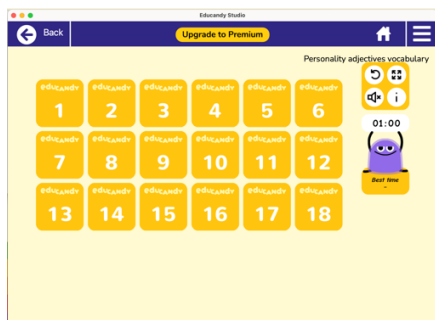 Educandy Studio
Back
Upgrade to Premium
Personality adjectives vocabulary
educandy educandy educandy educandy educandy educandy
1 2 3 4 5 6
i
01:00
educandy educandy educandy educandy educandy educandy
7 8 9 10 11 12
Best time
-
educandy educandy educandy educandy educandy educandy
13 14 15 16 17 18